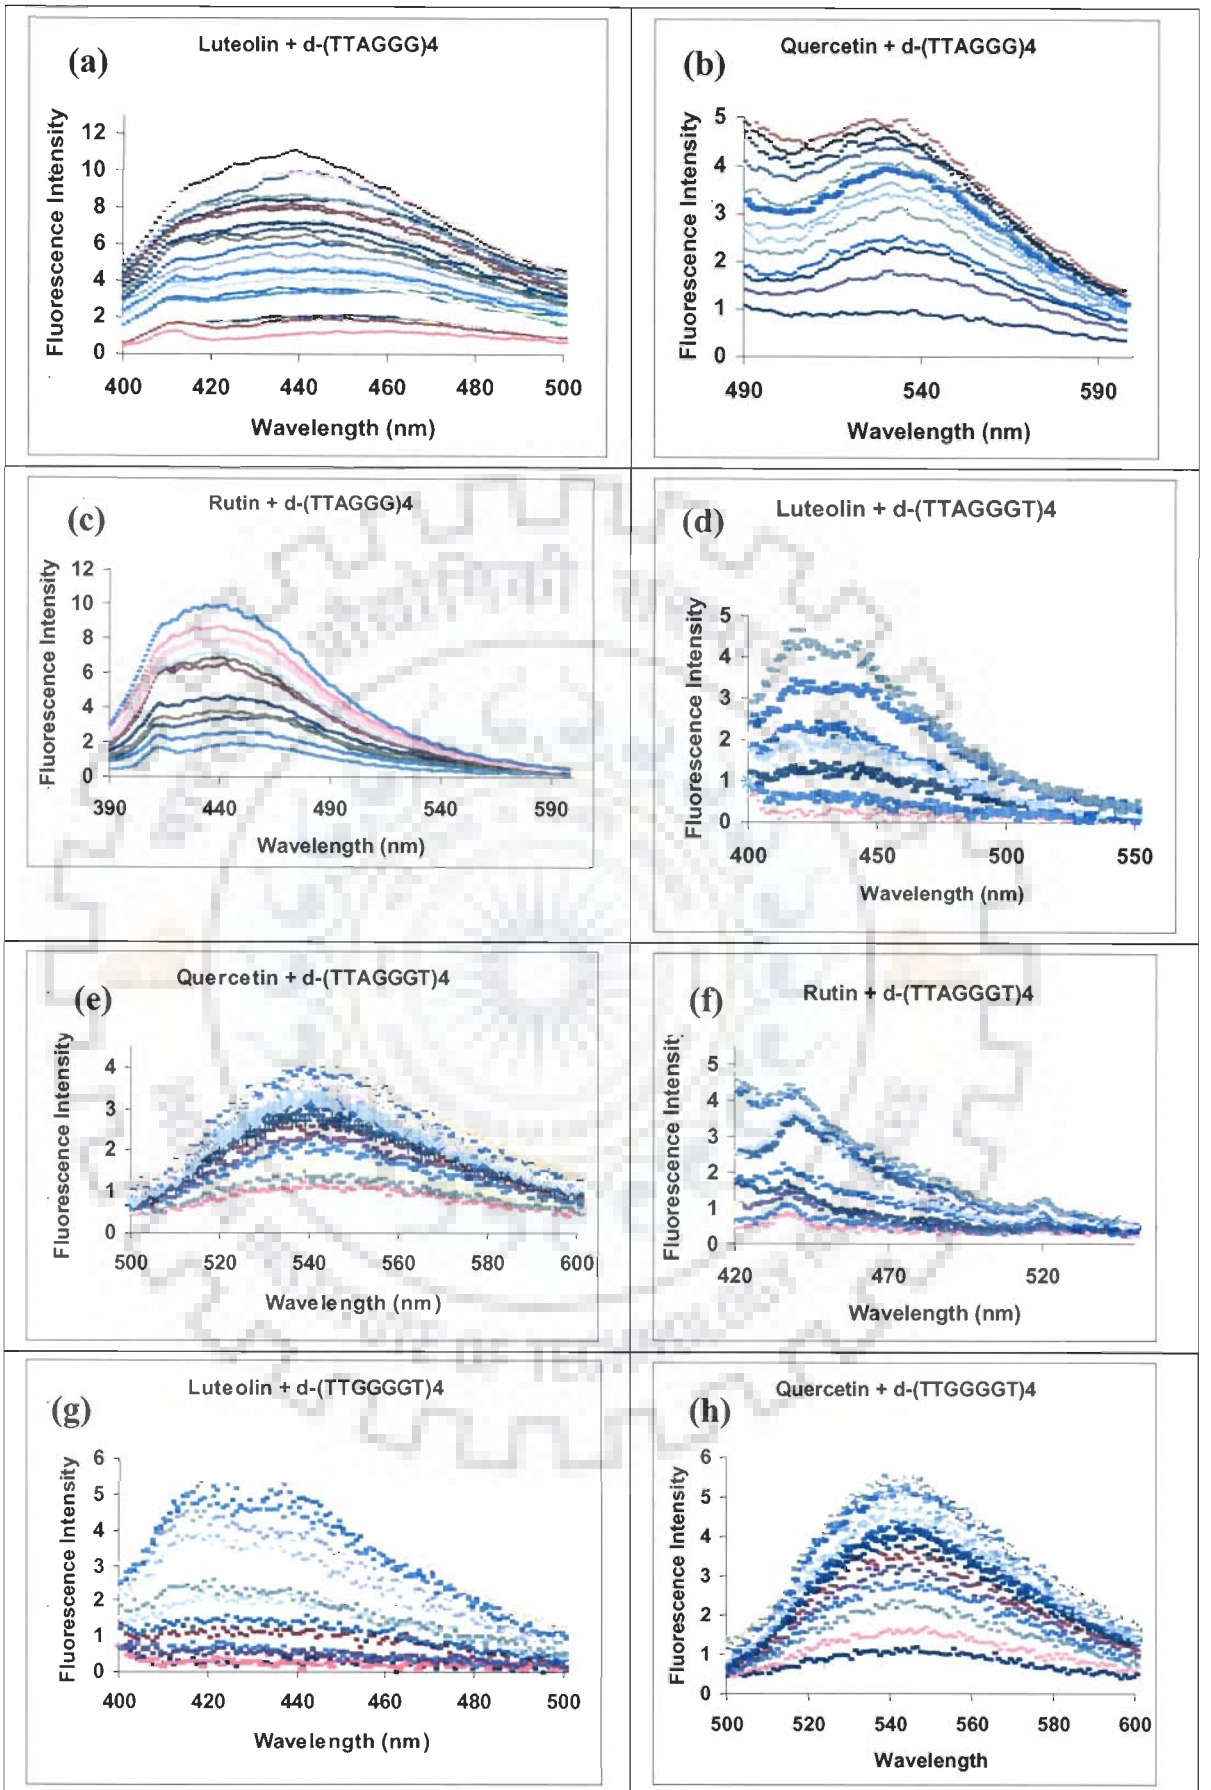 (a)
Luteolin + d-(TTAGGG)4
Fluorescence Intensity
12
10
8
6
4
2
0
400 420 440 460 480 500
Wavelength (nm)
(b)
Quercetin + d-(TTAGGG)4
Fluorescence Intensity
5
4
3
2
1
0
490 540 590
Wavelength (nm)
(c)
Rutin + d-(TTAGGG)4
Fluorescence Intensity
12
10
8
6
4
2
0
390 440 490 540 590
Wavelength (nm)
(d)
Luteolin + d-(TTAGGGT)4
Fluorescence Intensity
5
4
3
2
1
0
400 450 500 550
Wavelength (nm)
(e)
Quercetin + d-(TTAGGGT)4
Fluorescence Intensity
4
3
2
1
0
500 520 540 560 580 600
Wavelength (nm)
(f)
Rutin + d-(TTAGGGT)4
Fluorescence Intensit
5
4
3
2
1
0
420 470 520
Wavelength (nm)
(g)
Luteolin + d-(TTGGGGT)4
Fluorescence Intensity
6
5
4
3
2
1
0
400 420 440 460 480 500
Wavelength (nm)
(h)
Quercetin + d-(TTGGGGT)4
Fluorescence Intensity
6
5
4
3
2
1
0
500 520 540 560 580 600
Wavelength